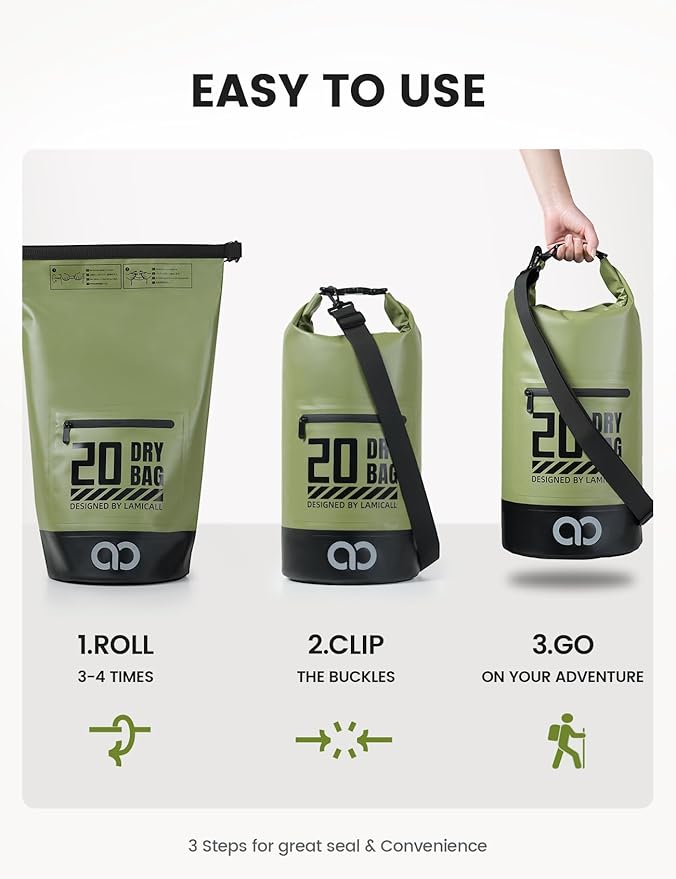 EASY TO USE
20 DRY
BAG
DESIGNED BY LAMICALL
20 DR
BAG
DESIGNED BY LAMICALL
20 DRY
BAG
DESIGNED BY LAMI
1.ROLL
3-4 TIMES
2.CLIP
THE BUCKLES
3.GO
ON YOUR ADVENTURE
3 Steps for great seal & Convenience